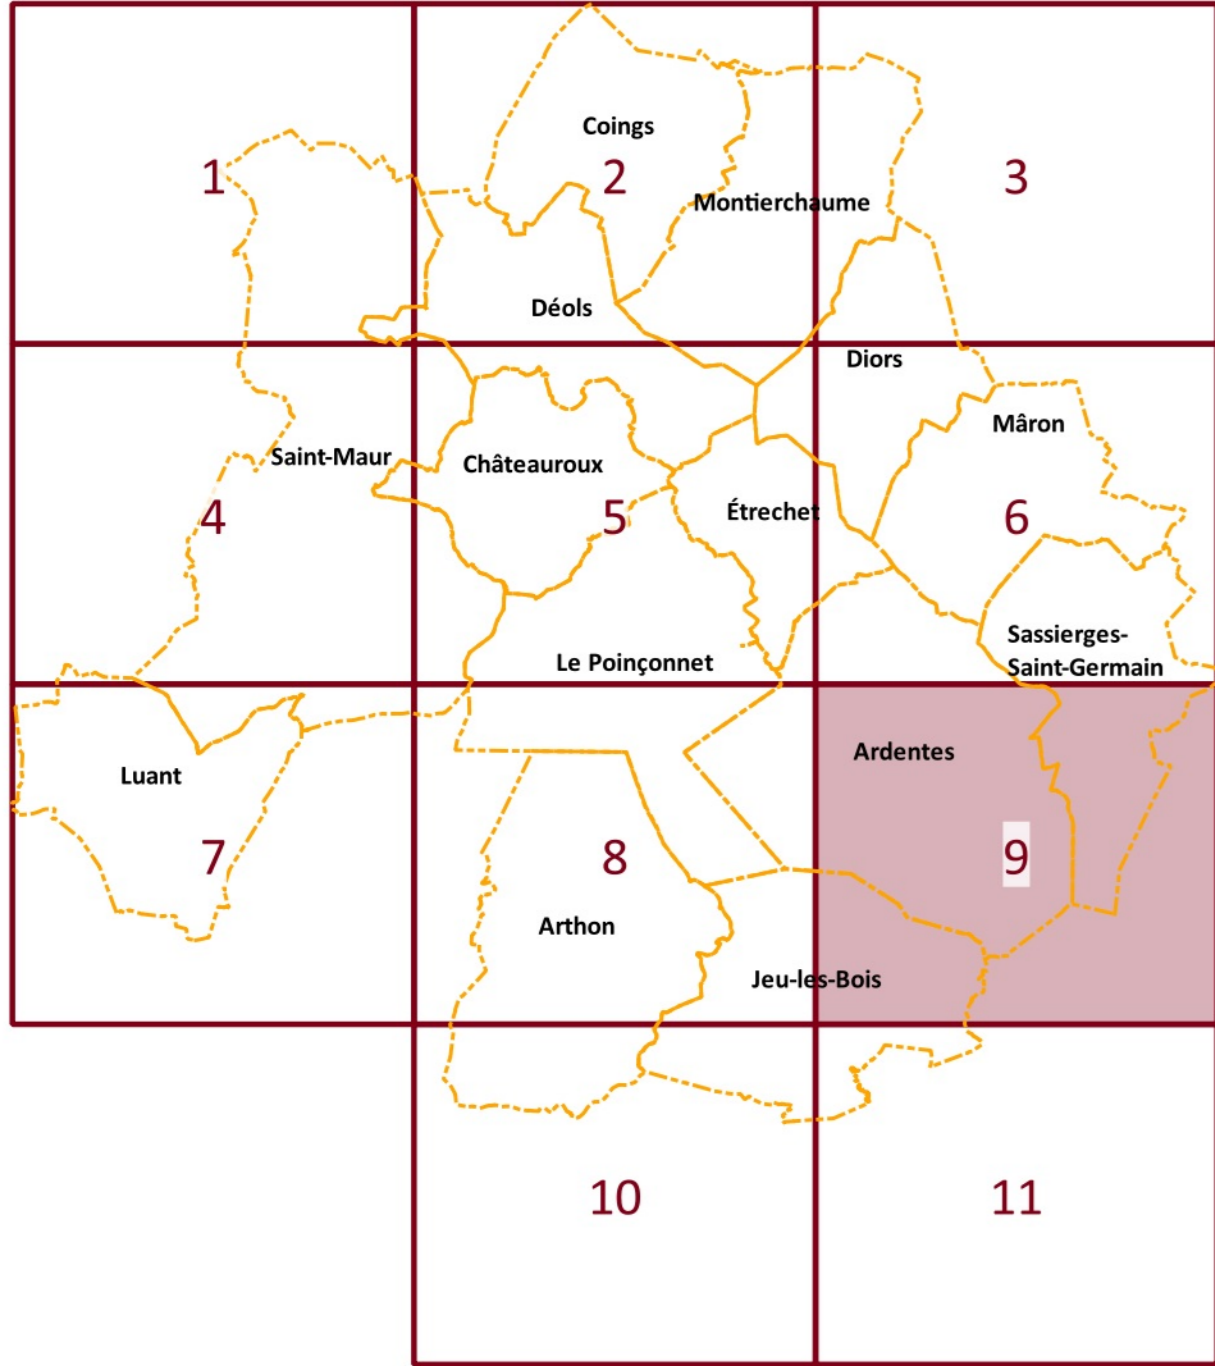 Coings
1
2
3
Montierchaume
Déols
Diors
Mâron
Saint-Maur
Châteauroux
Étrechet
4
5
6
Sassierges-
Saint-Germain
Le Poinçonnet
Ardentes
Luant
7
8
9
Arthon
Jeu-les-Bois
10
11